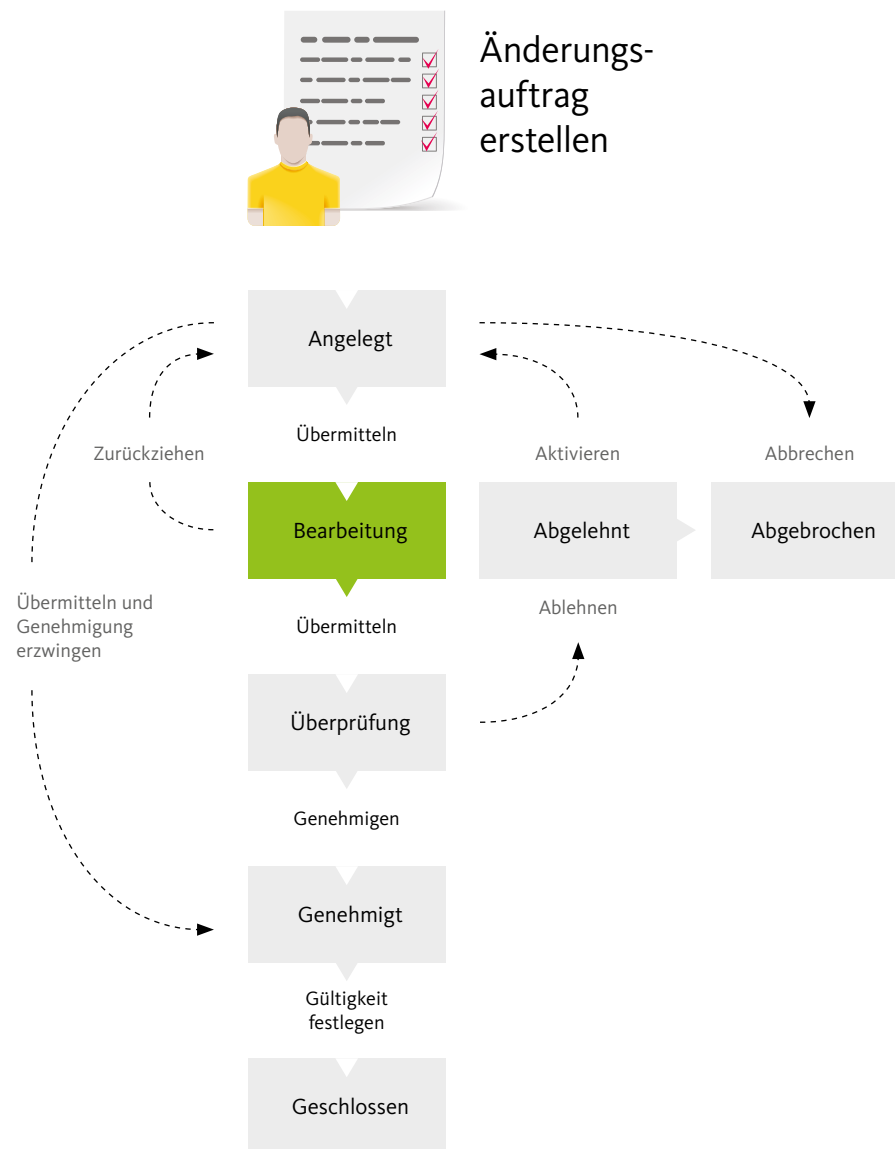 Änderungs-
auftrag
erstellen
Angelegt
Übermitteln
Zurückziehen
Aktivieren
Abbrechen
Bearbeitung
Abgelehnt
Abgebrochen
Übermitteln und
Genehmigung
erzwingen
Übermitteln
Ablehnen
Überprüfung
Genehmigen
Genehmigt
Gültigkeit
festlegen
Geschlossen